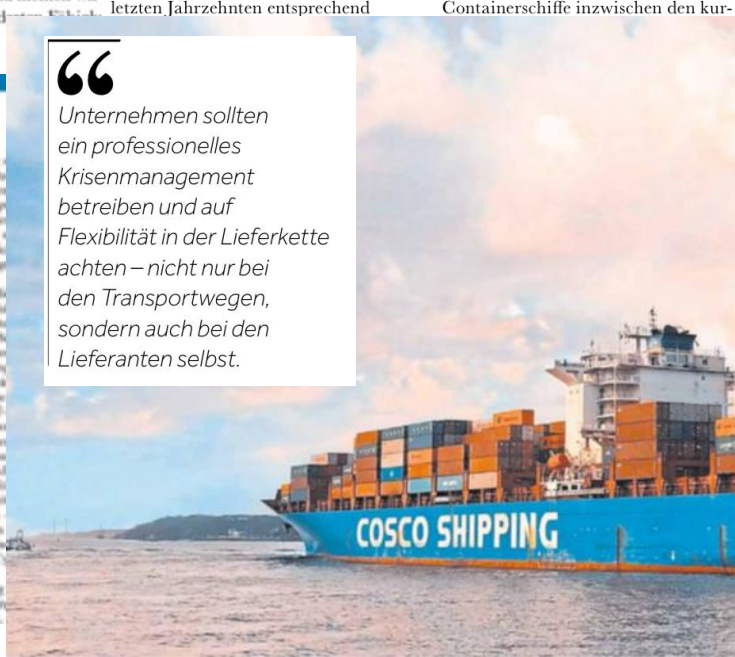 letzten Jahrzehnten entsprechend
Containerschiffe inzwischen den kur-
“
Unternehmen sollten
ein professionelles
Krisenmanagement
betreiben und auf
Flexibilität in der Lieferkette
achten – nicht nur bei
den Transportwegen,
sondern auch bei den
Lieferanten selbst.
COSCO SHIPPING